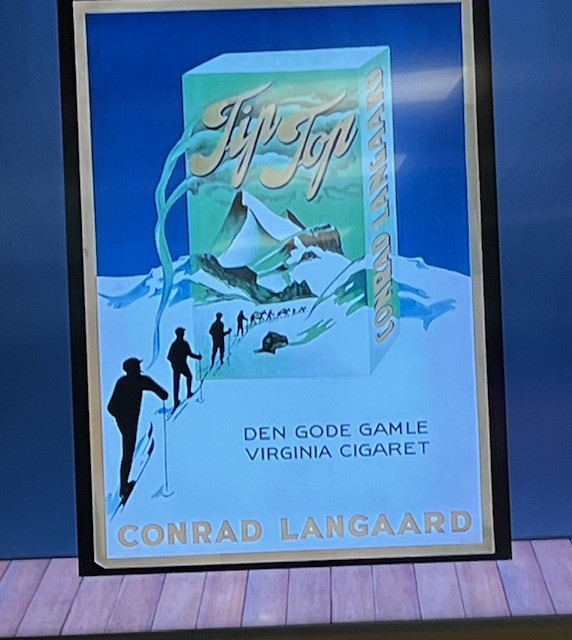 Tip Top
CONRAD LANGAARD
DEN GODE GAMLE
VIRGINIA CIGARET
CONRAD LANGAARD